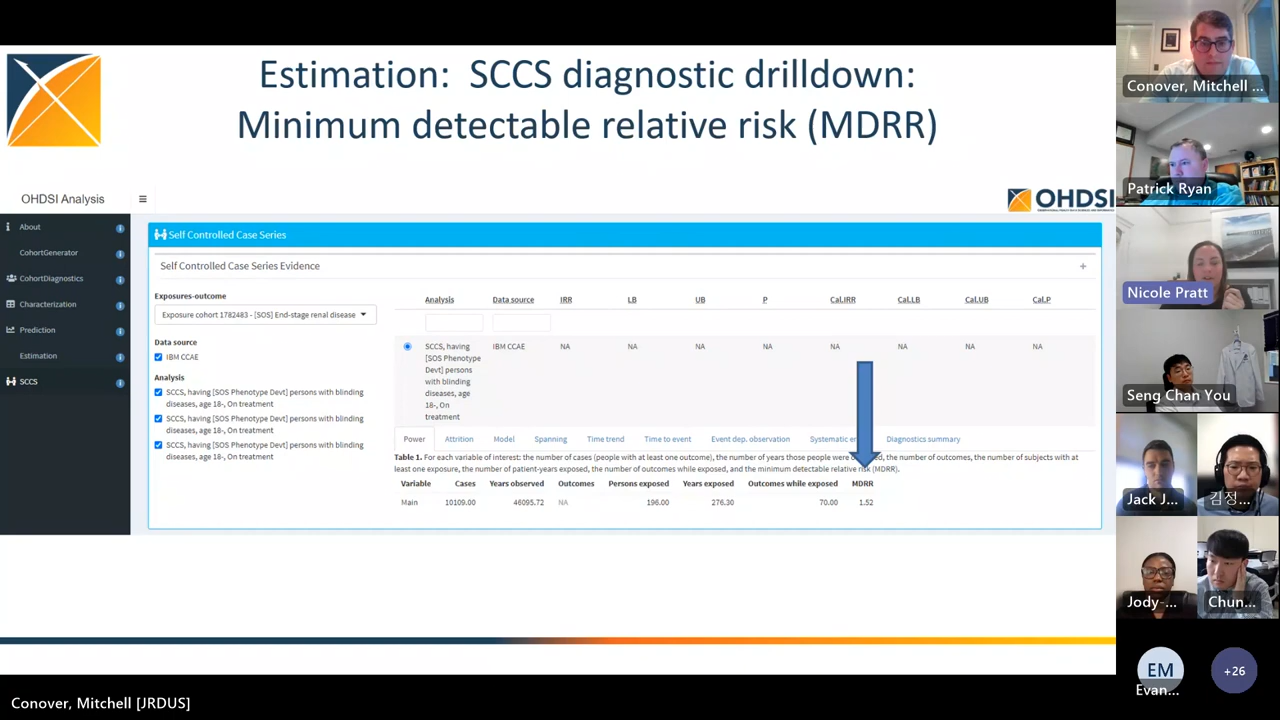 Estimation: SCCS diagnostic drilldown:
Minimum detectable relative risk (MDRR)
OHDSI Analysis
OHDSI
About
CohortGenerator
CohortDiagnostics
Characterization
Prediction
Estimation
SCCS
Self Controlled Case Series
Self Controlled Case Series Evidence
Exposures-outcome
Exposure cohort 1782483 - [SOS] End-stage renal disease
Data source
IBM CCAE
Analysis
SCCS, having [SOS Phenotype Devt] persons with blinding
diseases, age 18-, On treatment
SCCS, having [SOS Phenotype Devt] persons with blinding
diseases, age 18-, On treatment
SCCS, having [SOS Phenotype Devt] persons with blinding
diseases, age 18-, On treatment
Analysis Data source IRR LB UB P Cal.IRR Cal.LB Cal.UB Cal.P
SCCS, having IBM CCAE NA NA NA NA NA NA NA NA
[SOS Phenotype
Devt] persons
with blinding
diseases, age
18-, On
treatment
Power Attrition Model Spanning Time trend Time to event Event dep. observation Systematic Diagnostics summary
Table 1. For each variable of interest: the number of cases (people with at least one outcome), the number of years those people were the number of outcomes, the number of subjects with at
least one exposure, the number of patient-years exposed, the number of outcomes while exposed, and the minimum detectable relative risk (MDRR).
Variable Cases Years observed Outcomes Persons exposed Years exposed Outcomes while exposed MDRR
Main 10109.00 46095.72 NA 196.00 276.30 70.00 1.52
Conover, Mitchell [JRDUS]
Conover, Mitchell ...
Patrick Ryan
Nicole Pratt
Seng Chan You
Jack J...
김정...
Jody-...
Chun...
EM
Evan...
+26